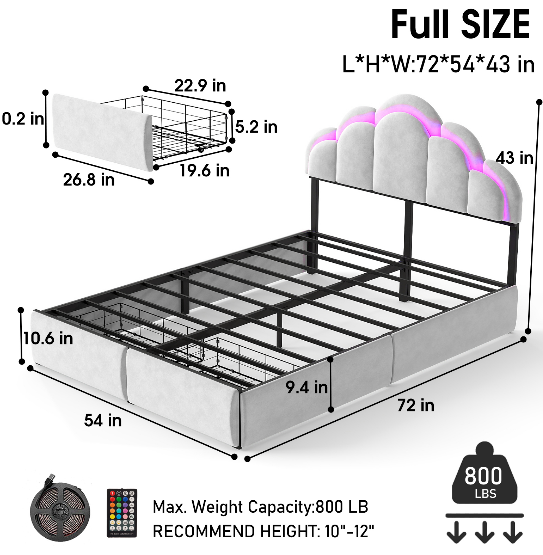 Full SIZE
L*H*W:72*54*43 in
22.9 in
0.2 in
5.2 in
19.6 in
26.8 in
43 in
10.6 in
9.4 in
54 in
72 in
800
LBS
Max. Weight Capacity:800 LB
RECOMMEND HEIGHT: 10"-12"